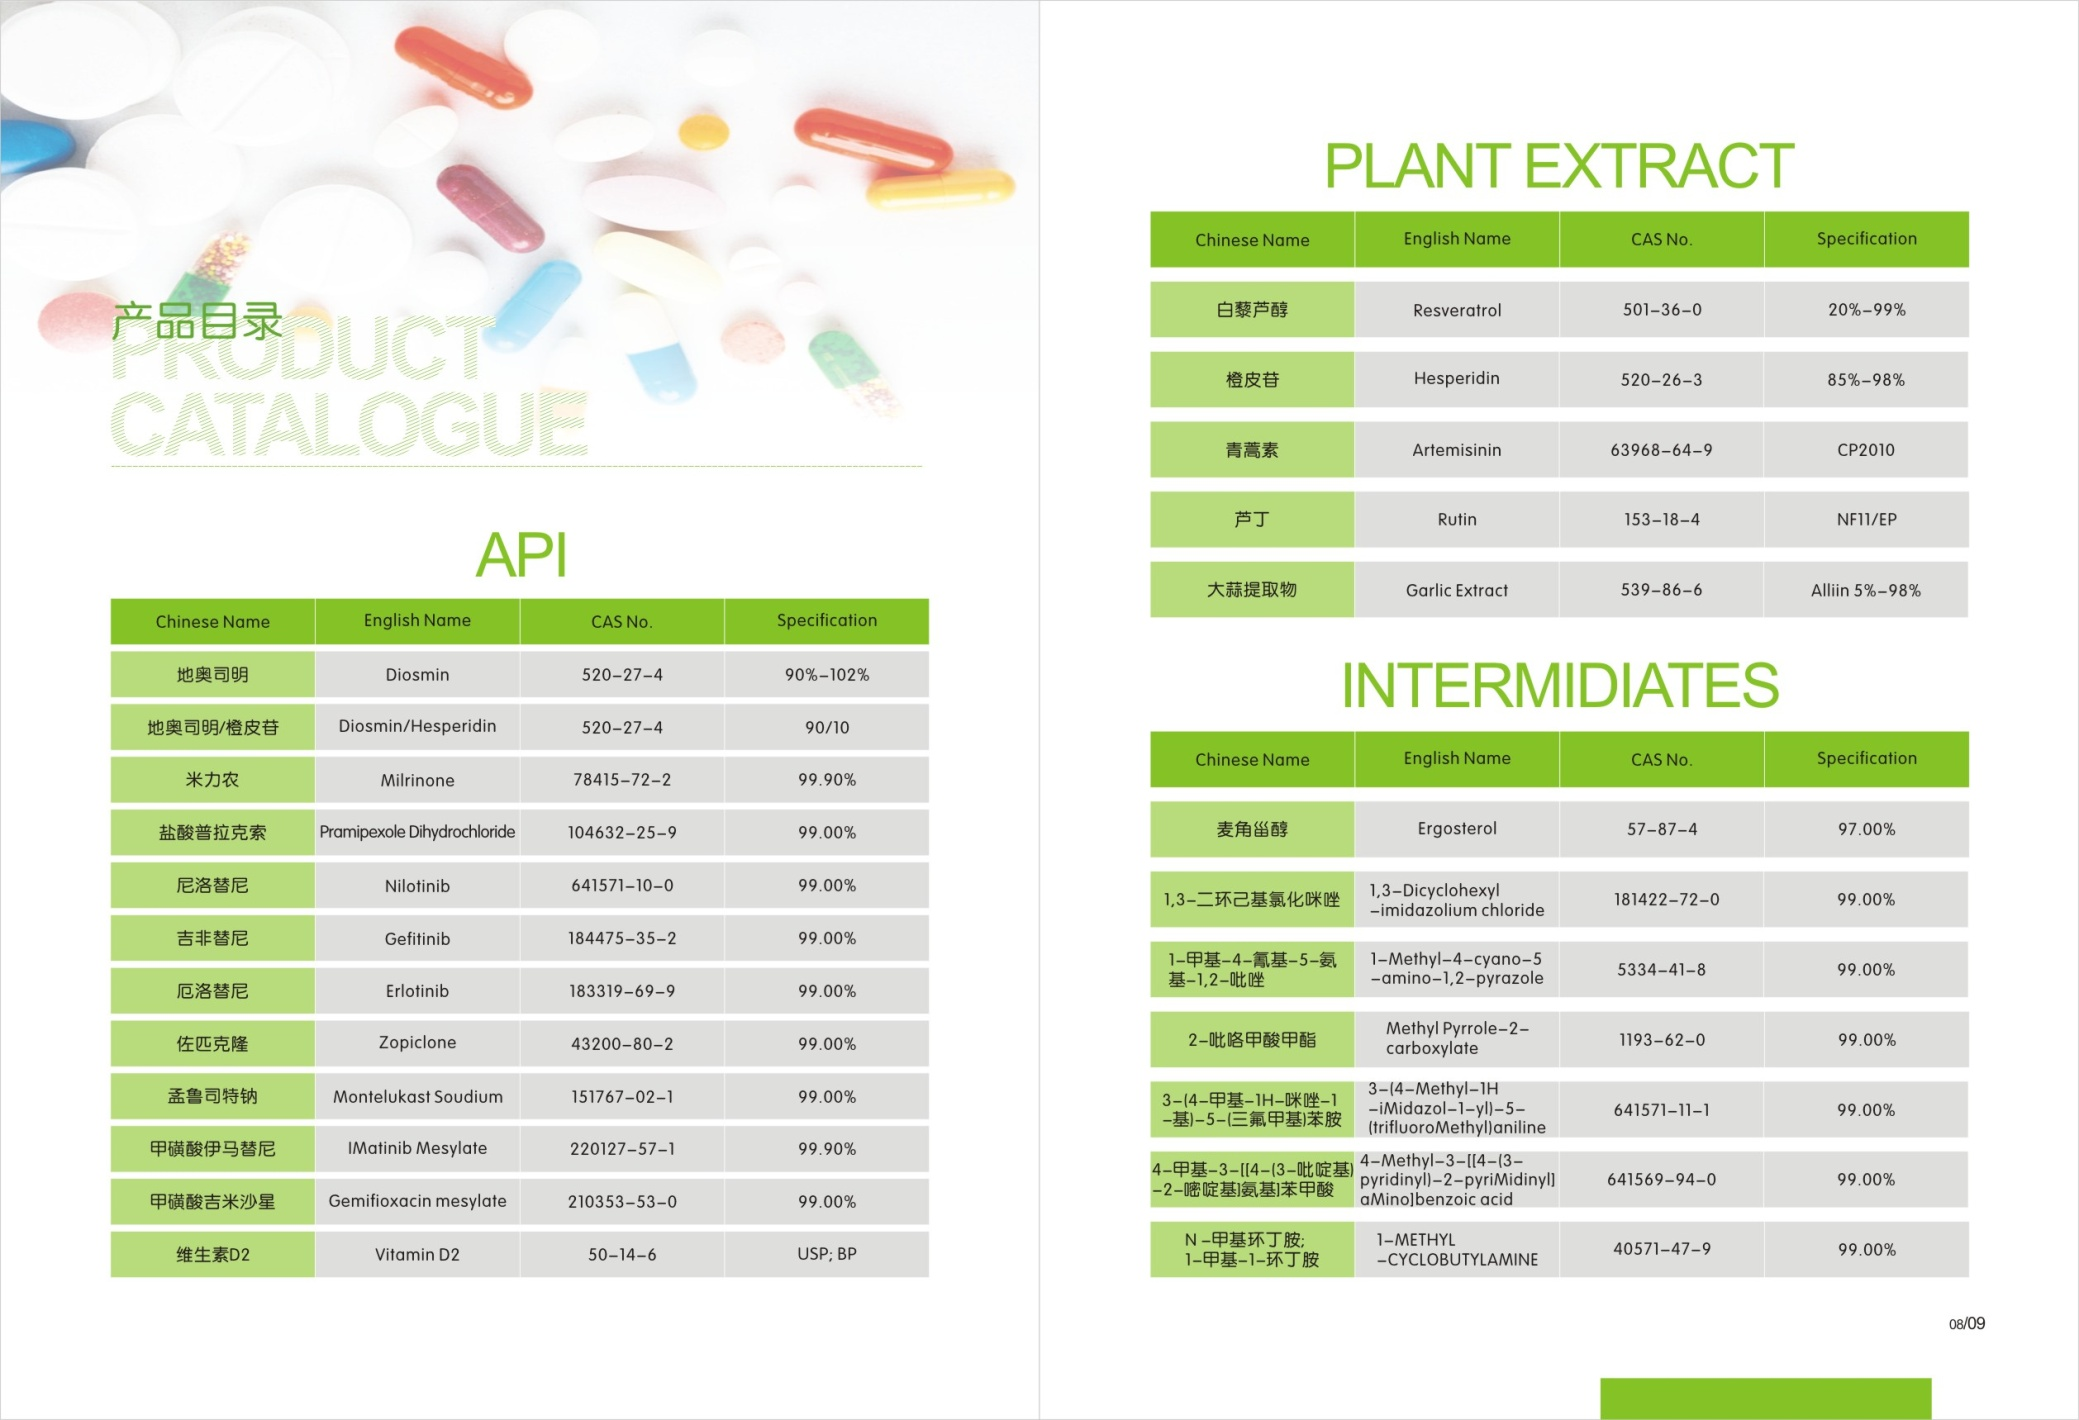 产品目录
PRODUCT
CATALOGUE
API
Chinese Name English Name CAS No. Specification
地奥司明 Diosmin 520-27-4 90%-102%
地奥司明/橙皮苷 Diosmin/Hesperidin 520-27-4 90/10
米力农 Milrinone 78415-72-2 99.90%
盐酸普拉克索 Pramipexole Dihydrochloride 104632-25-9 99.00%
尼洛替尼 Nilotinib 641571-10-0 99.00%
吉非替尼 Gefitinib 184475-35-2 99.00%
厄洛替尼 Erlotinib 183319-69-9 99.00%
佐匹克隆 Zopiclone 43200-80-2 99.00%
孟鲁司特钠 Montelukast Soudium 151767-02-1 99.00%
甲磺酸伊马替尼 IMatinib Mesylate 220127-57-1 99.90%
甲磺酸吉米沙星 Gemifioxacin mesylate 210353-53-0 99.00%
维生素D2 Vitamin D2 50-14-6 USP; BP
PLANT EXTRACT
Chinese Name English Name CAS No. Specification
白藜芦醇 Resveratrol 501-36-0 20%-99%
橙皮苷 Hesperidin 520-26-3 85%-98%
青蒿素 Artemisinin 63968-64-9 CP2010
芦丁 Rutin 153-18-4 NF11/EP
大蒜提取物 Garlic Extract 539-86-6 Alliin 5%-98%
INTERMIDIATES
Chinese Name English Name CAS No. Specification
麦角甾醇 Ergosterol 57-87-4 97.00%
1,3-二环己基氯化咪唑 1,3-Dicyclohexyl
-imidazolium chloride 181422-72-0 99.00%
1-甲基-4-氰基-5-氨
基-1,2-吡唑 1-Methyl-4-cyano-5
-amino-1,2-pyrazole 5334-41-8 99.00%
2-吡咯甲酸甲酯 Methyl Pyrrole-2-
carboxylate 1193-62-0 99.00%
3-(4-甲基-1H-咪唑-1
-基)-5-(三氟甲基)苯胺 3-(4-Methyl-1H
-iMidazol-1-yl)-5-
(trifluoroMethyl)aniline 641571-11-1 99.00%
4-甲基-3-[[4-(3-吡啶基)
-2-嘧啶基]氨基]苯甲酸 4-Methyl-3-[[4-(3-
pyridinyl)-2-pyriMidinyl]
aMino]benzoic acid 641569-94-0 99.00%
N -甲基环丁胺;
1-甲基-1-环丁胺 1-METHYL
-CYCLOBUTYLAMINE 40571-47-9 99.00%
08/09